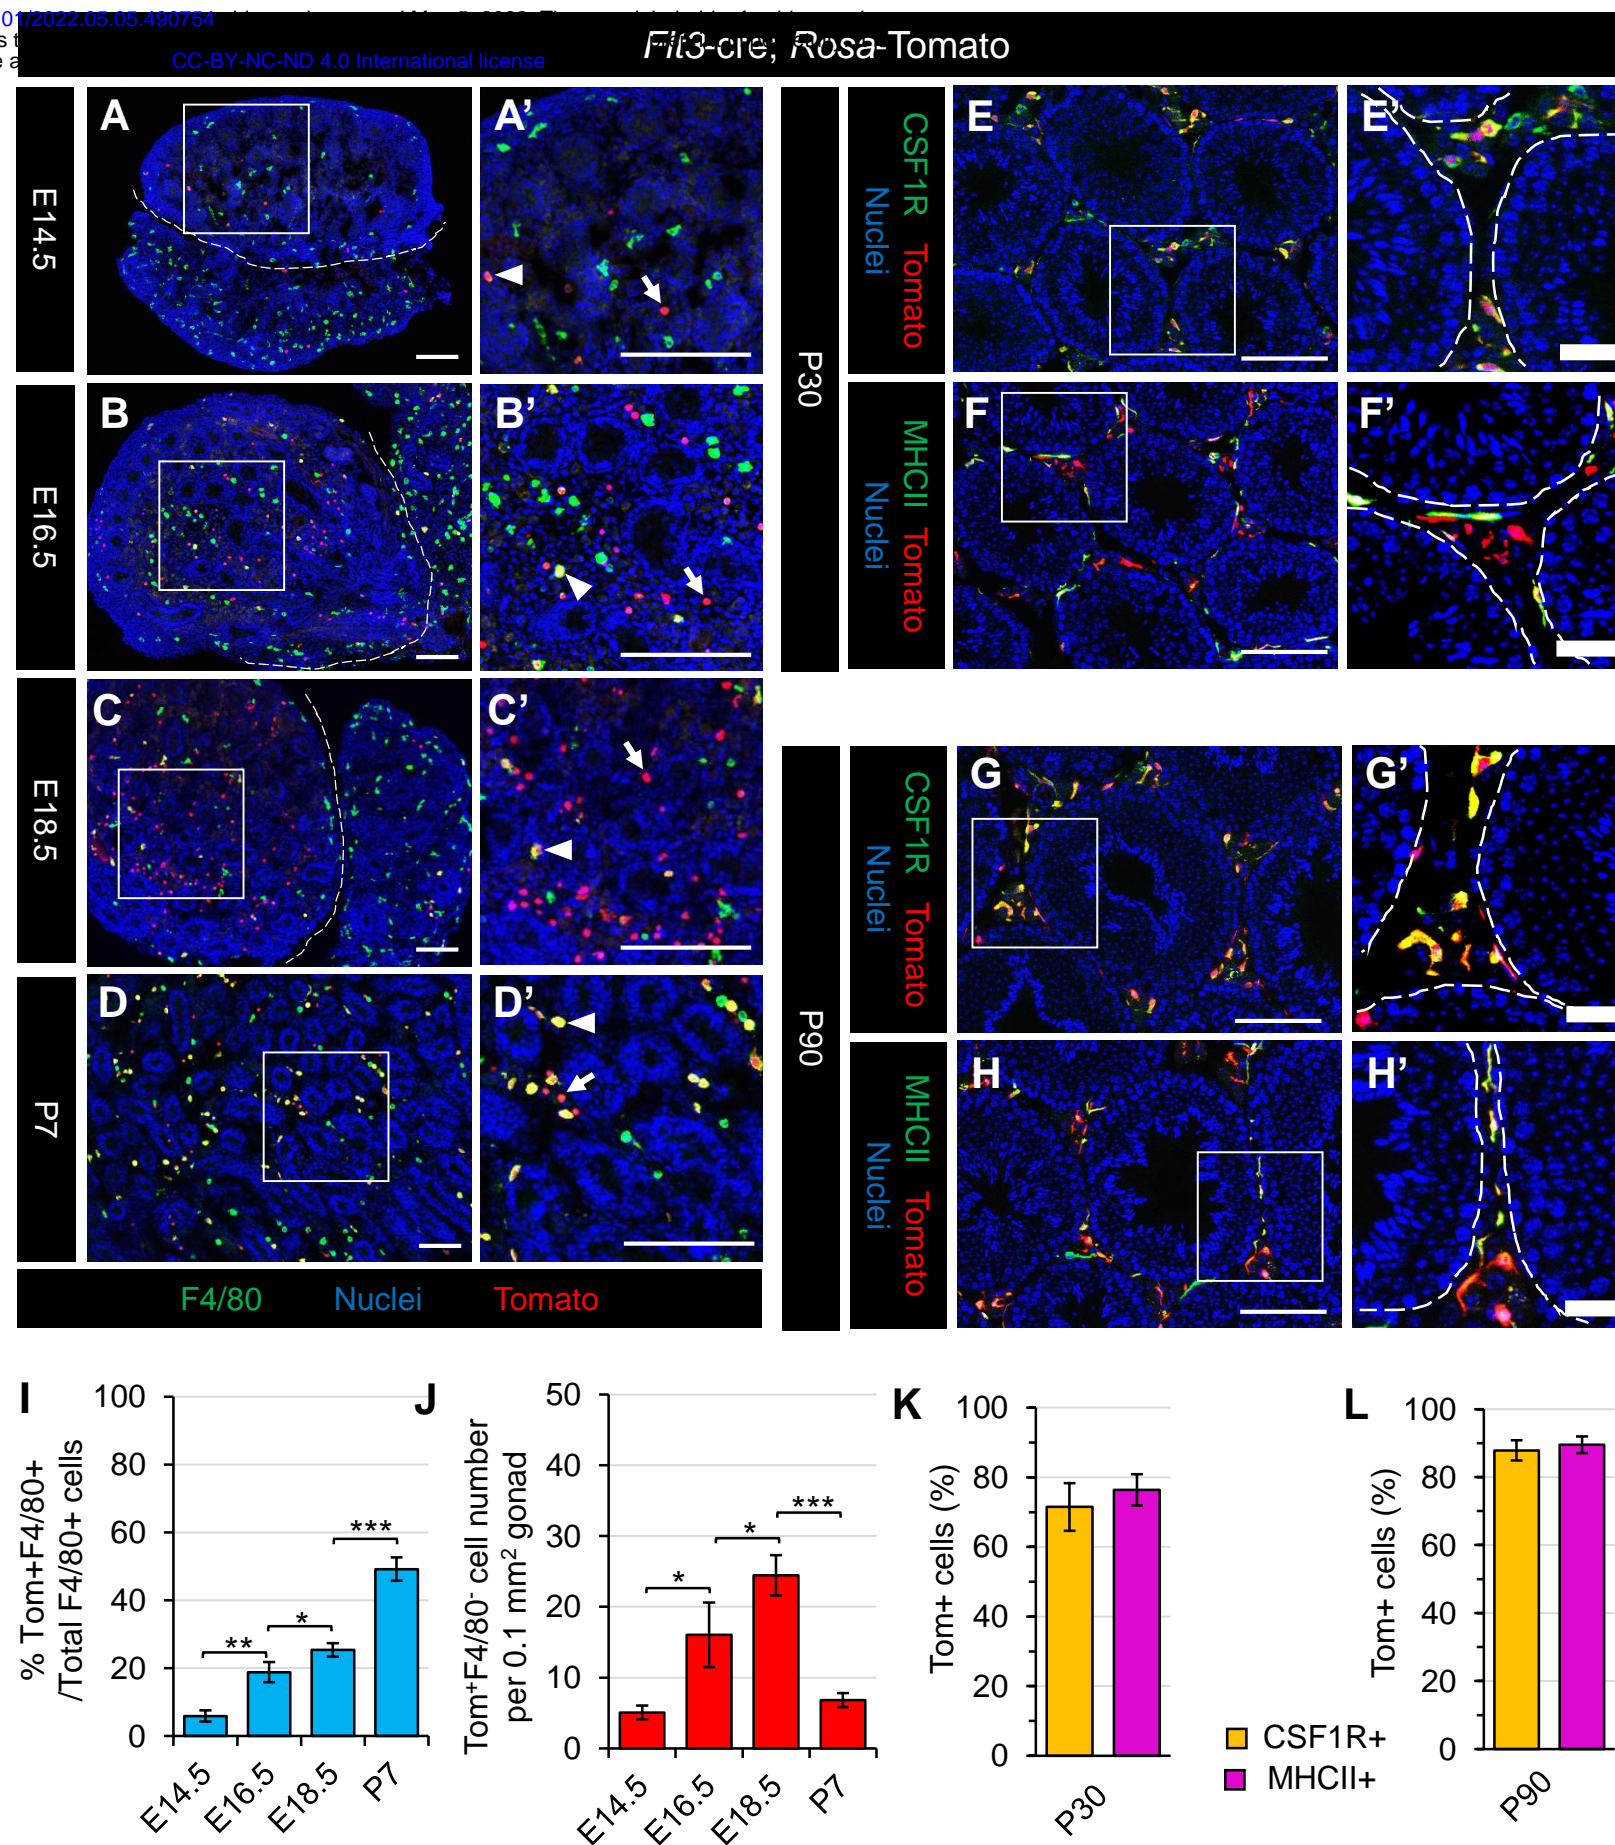 01/2022.05.05.490754
CC-BY-NC-ND 4.0 International license
Flt3-cre; Rosa-Tomato
A
A'
E14.5
B
B'
E16.5
C
C'
E18.5
D
D'
P7
F4/80 Nuclei Tomato
P30
CSF1R Tomato
Nuclei
E
E'
MHCII Tomato
Nuclei
F
F'
P90
CSF1R Tomato
Nuclei
G
G'
MHCII Tomato
Nuclei
H
H'
I
% Tom+F4/80+
/Total F4/80+ cells
100
80
60
40
20
0
**
*
***
E14.5
E16.5
E18.5
P7
J
Tom⁺F4/80⁻ cell number
per 0.1 mm² gonad
50
40
30
20
10
0
*
*
***
E14.5
E16.5
E18.5
P7
K
Tom+ cells (%)
100
80
60
40
20
0
P30
CSF1R+
MHCII+
L
Tom+ cells (%)
100
80
60
40
20
0
P90